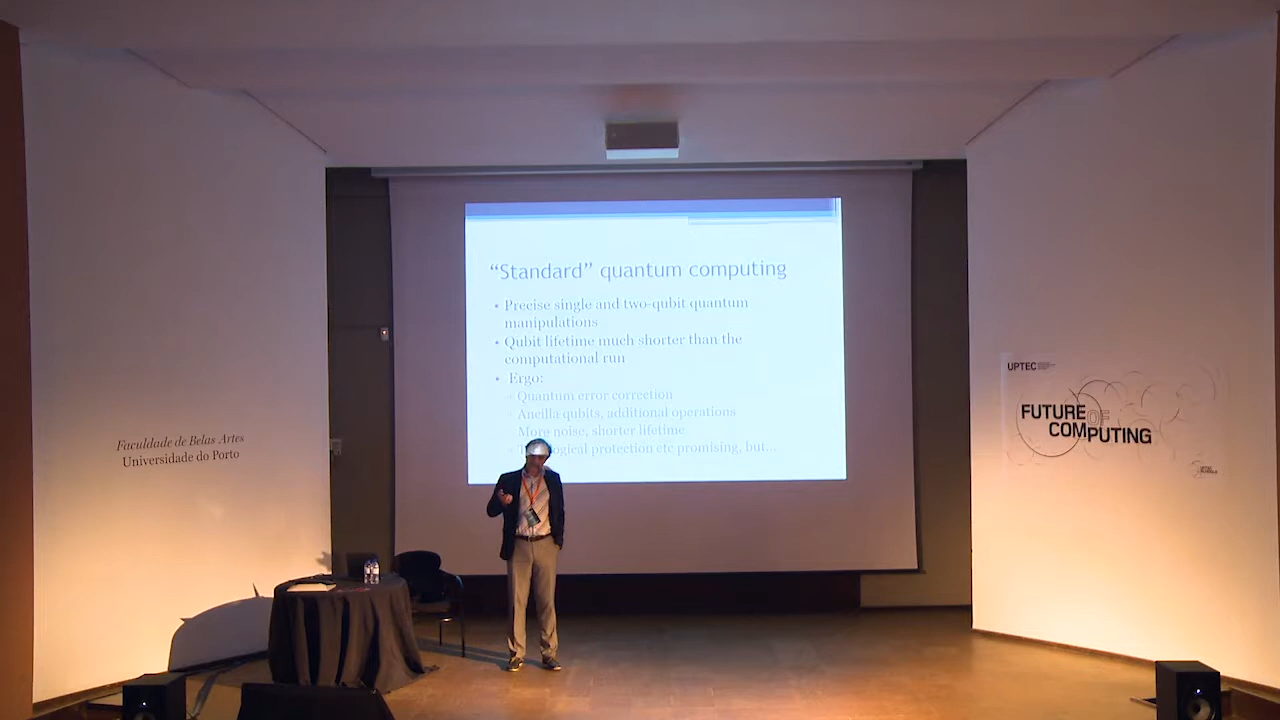 “Standard” quantum computing
• Precise single and two-qubit quantum
manipulations
• Qubit lifetime much shorter than the
computational run
• Ergo:
Quantum error correction
Ancilla qubits, additional operations
More noise, shorter lifetime
protection etc promising, but...
Faculdade de Belas Artes
Universidade do Porto
UPTEC
FUTURE OF
COMPUTING